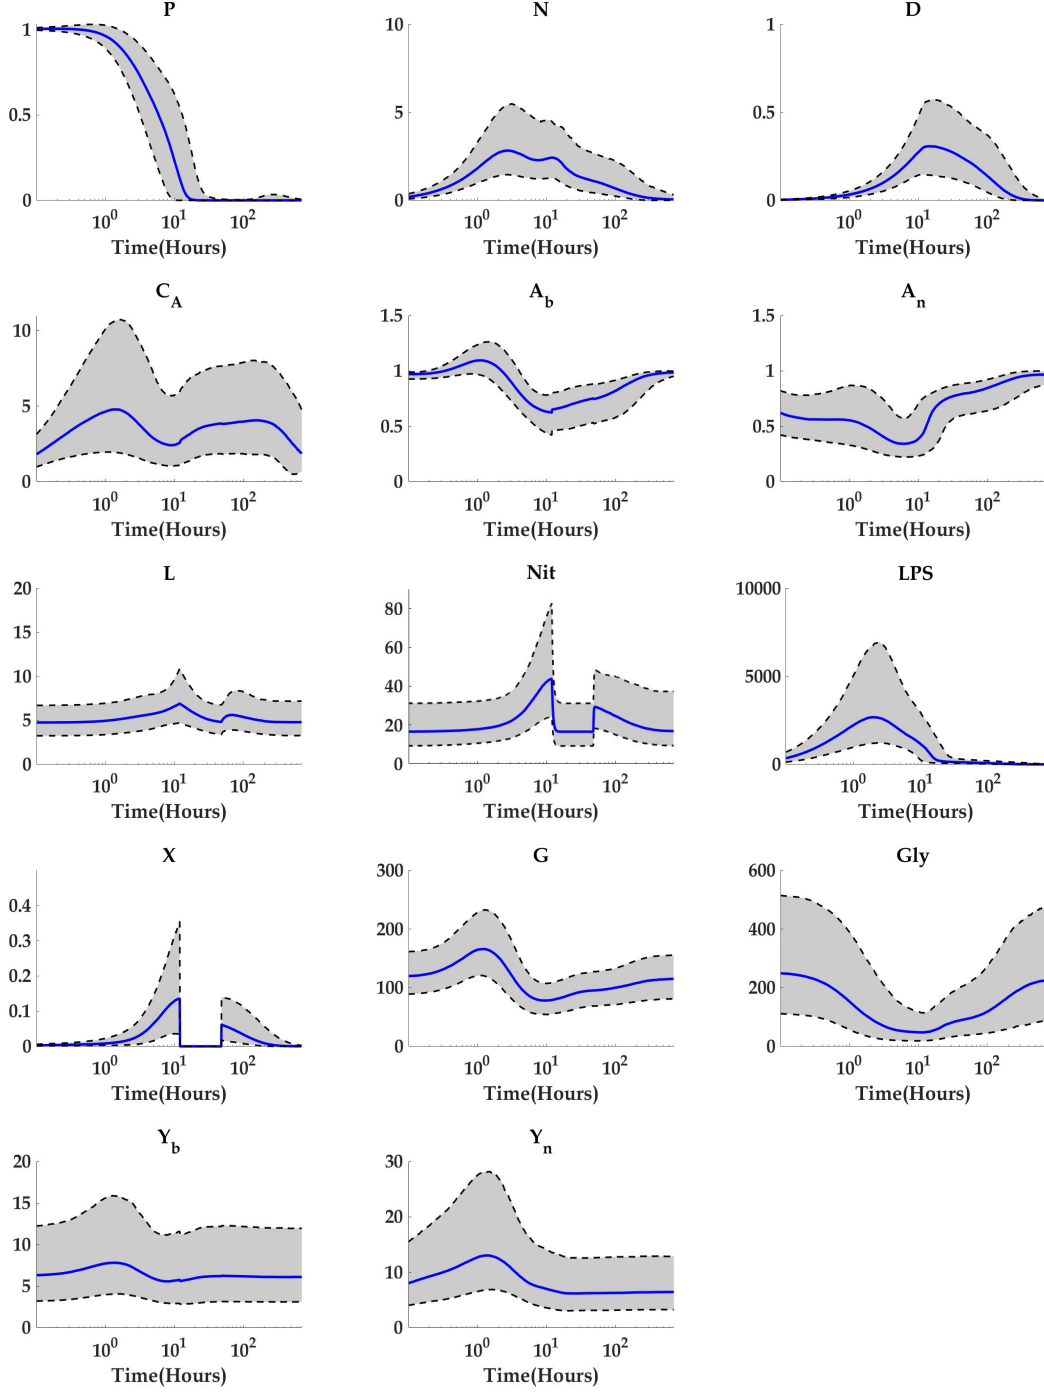 P N D
1 10 1
0.5 5 0.5
0 0 0
10^0 10^1 10^2 10^0 10^1 10^2 10^0 10^1 10^2
Time(Hours) Time(Hours) Time(Hours)
C_A A_b A_n
10 1.5 1.5
5 1 1
0.5 0.5
0 0 0
10^0 10^1 10^2 10^0 10^1 10^2 10^0 10^1 10^2
Time(Hours) Time(Hours) Time(Hours)
L Nit LPS
20 80 10000
15 60
10 40 5000
5 20
0 0 0
10^0 10^1 10^2 10^0 10^1 10^2 10^0 10^1 10^2
Time(Hours) Time(Hours) Time(Hours)
X G Gly
300 600
0.4
0.3 200 400
0.2
0.1 100 200
0 0 0
10^0 10^1 10^2 10^0 10^1 10^2 10^0 10^1 10^2
Time(Hours) Time(Hours) Time(Hours)
Y_b Y_n
20 30
15 20
10
5 10
0 0
10^0 10^1 10^2 10^0 10^1 10^2
Time(Hours) Time(Hours)